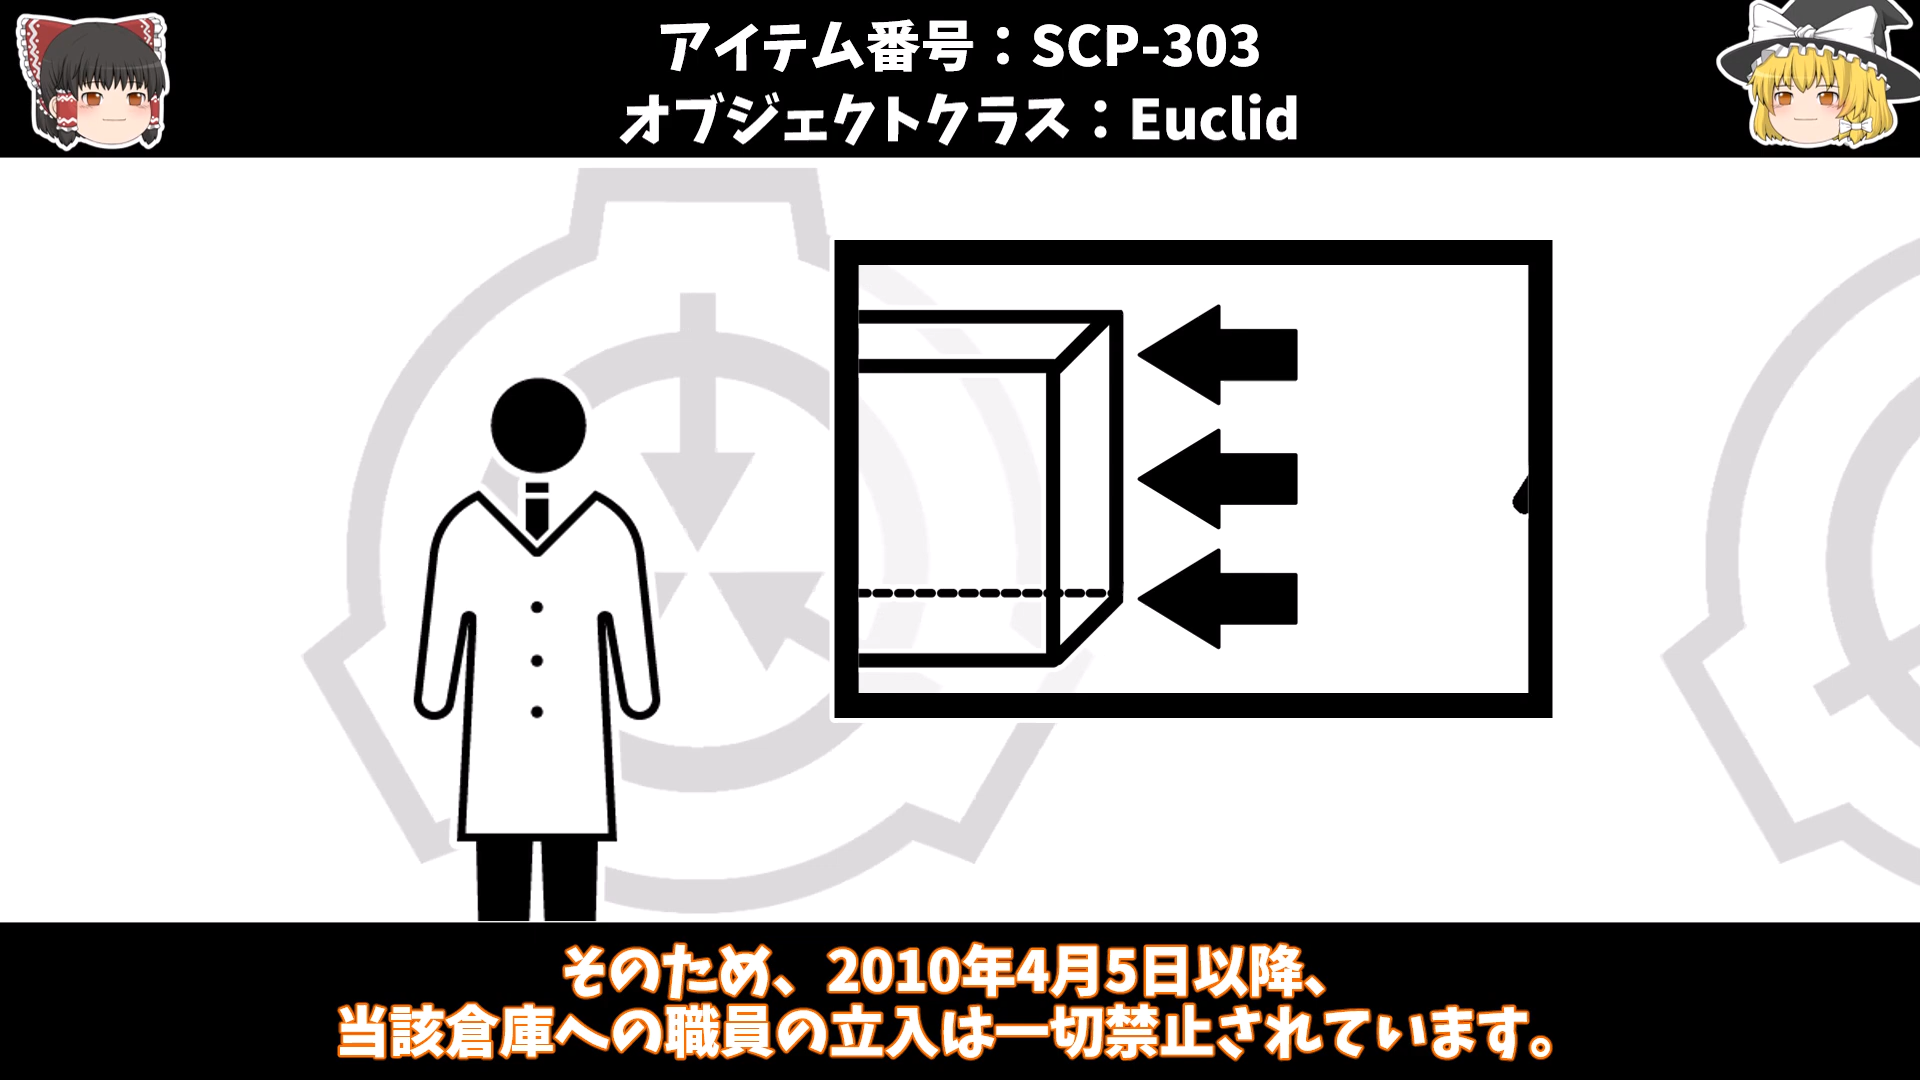 アイテム番号：SCP-303
オブジェクトクラス：Euclid
そのため、2010年4月5日以降、
当該倉庫への職員の立入は一切禁止されています。